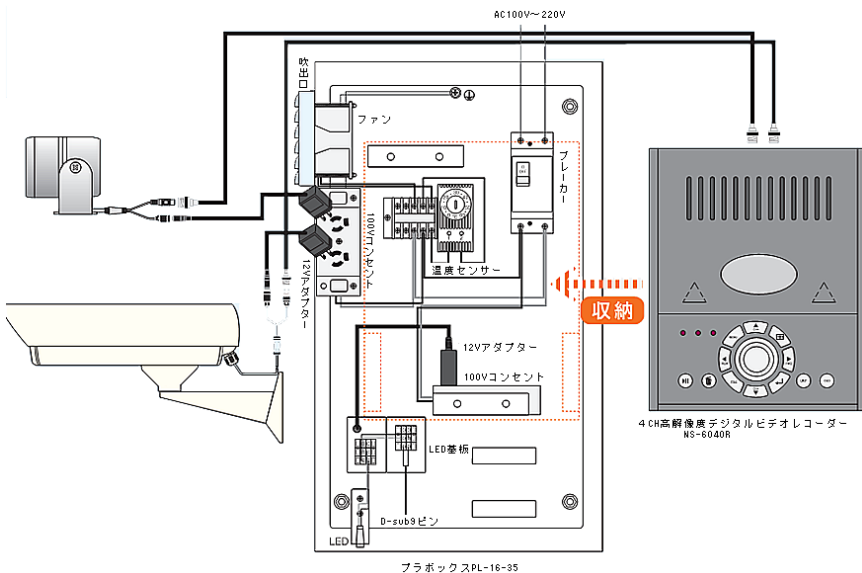 AC100V～220V
吹出口
ファン
ブレーカー
100Vコンセント
12Vアダプター
温度センサー
収納
12Vアダプター
100Vコンセント
４CH高解像度デジタルビデオレコーダー
NS-6040R
LED基板
D-sub9ピン
LED
プラボックスPL-16-35